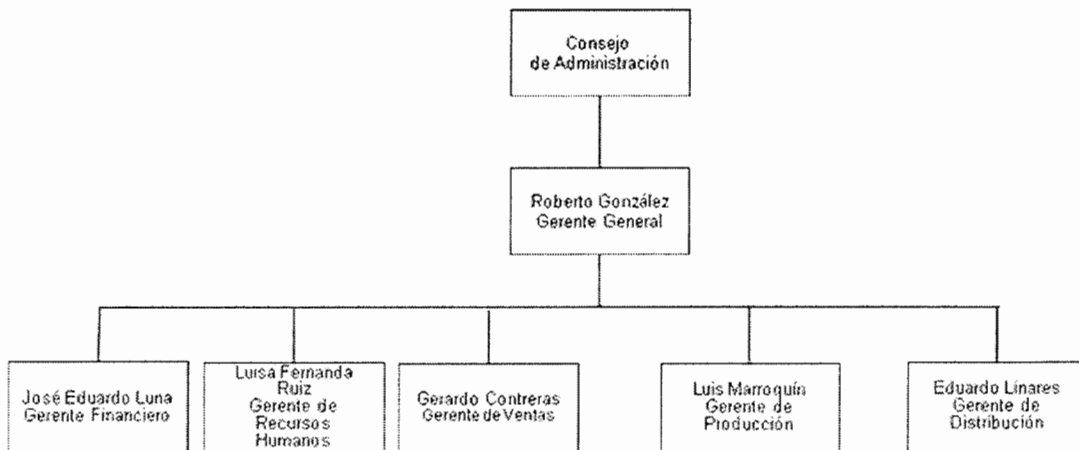 Consejo
de Administración
Roberto González
Gerente General
José Eduardo Luna
Gerente Financiero
Luisa Fernanda
Ruiz
Gerente de
Recursos
Humanos
Gerardo Contreras
Gerente de Ventas
Luis Marroquín
Gerente de
Producción
Eduardo Linares
Gerente de
Distribución